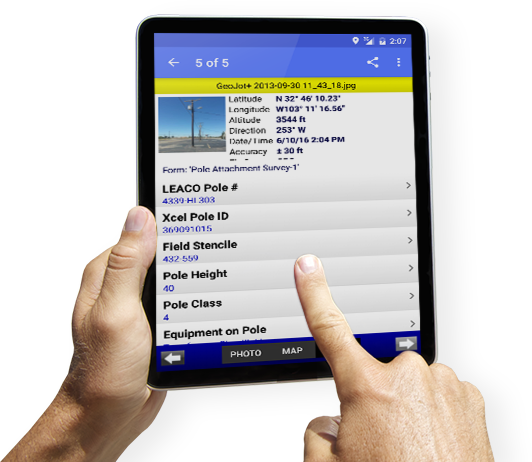 2:07
5 of 5
GeoJot+ 2013-09-30 11_43_18.jpg
Latitude N 32° 46' 10.23"
Longitude W103° 11' 16.56"
Altitude 3544 ft
Direction 253° W
Date/Time 6/10/16 2:04 PM
Accuracy ± 30 ft
Form: 'Pole Attachment Survey-1'
LEACO Pole #
4339-HL303
Xcel Pole ID
369091015
Field Stencile
432-559
Pole Height
40
Pole Class
4
Equipment on Pole
PHOTO MAP